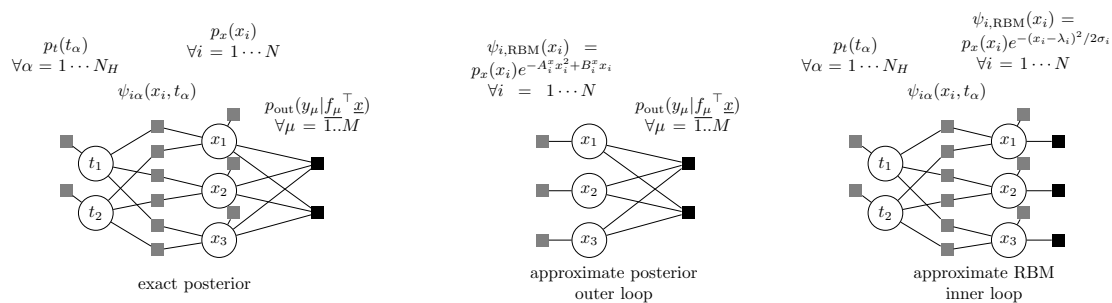 p_t(t_α)
∀α = 1 ⋯ N_H
p_x(x_i)
∀i = 1 ⋯ N
ψ_{iα}(x_i, t_α)
p_out(y_μ|f_μ^⊤ x)
∀μ = 1..M
t_1
t_2
x_1
x_2
x_3
exact posterior
ψ_{i,RBM}(x_i) =
p_x(x_i)e^{-A_i^x x_i^2+B_i^x x_i}
∀i = 1 ⋯ N
p_out(y_μ|f_μ^⊤ x)
∀μ = 1..M
x_1
x_2
x_3
approximate posterior
outer loop
p_t(t_α)
∀α = 1 ⋯ N_H
ψ_{i,RBM}(x_i) =
p_x(x_i)e^{-(x_i-λ_i)^2/2σ_i}
∀i = 1 ⋯ N
ψ_{iα}(x_i, t_α)
t_1
t_2
x_1
x_2
x_3
approximate RBM
inner loop